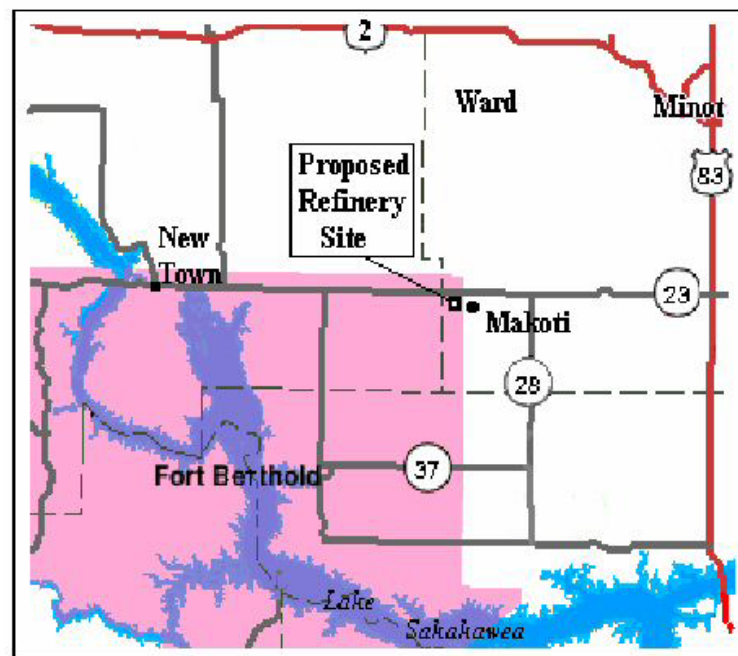 2
Ward
Minot
Proposed
Refinery
Site
83
New
Town
23
Makoti
28
37
Fort Berthold
Lake
Sakakawea